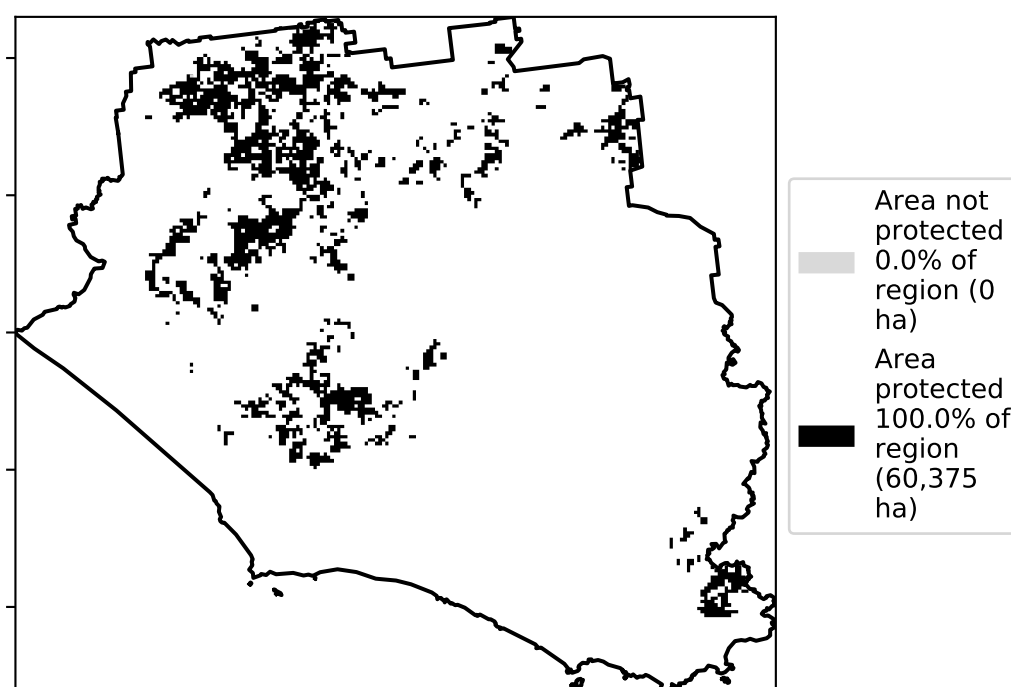 Area not
protected
0.0% of
region (0
ha)
Area
protected
100.0% of
region
(60,375
ha)